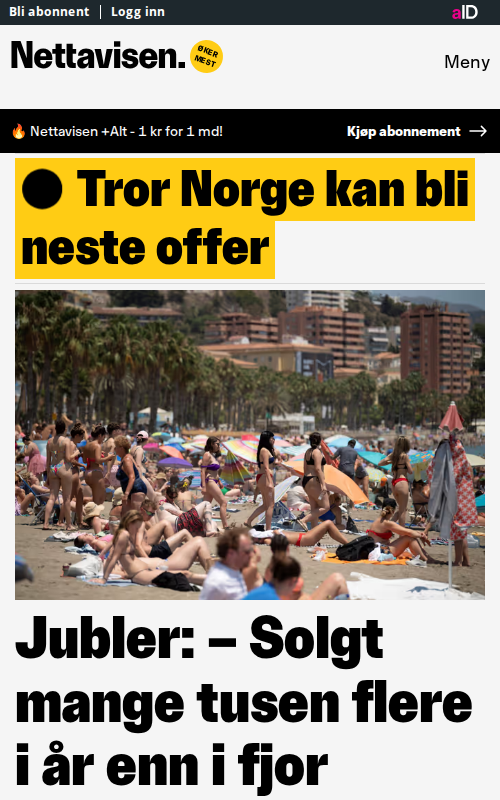 Bli abonnent | Logg inn
aID
Nettavisen.
ØKER
MEST
Meny
🔥 Nettavisen +Alt - 1 kr for 1 md!
Kjøp abonnement →
Tror Norge kan bli
neste offer
Jubler: – Solgt
mange tusen flere
i år enn i fjor